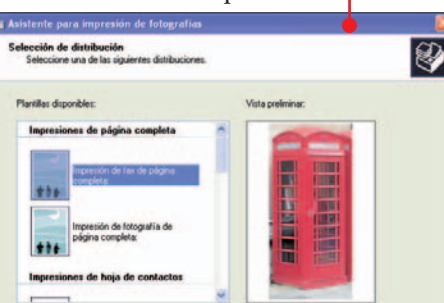 Asistente para impresión de fotografías
Selección de distribución
Seleccione una de las siguientes distribuciones.
Plantillas disponibles:
Vista preliminar:
Impresiones de página completa
Impresión de fax de página
completa:
Impresión de fotografía de
página completa:
Impresiones de hoja de contactos